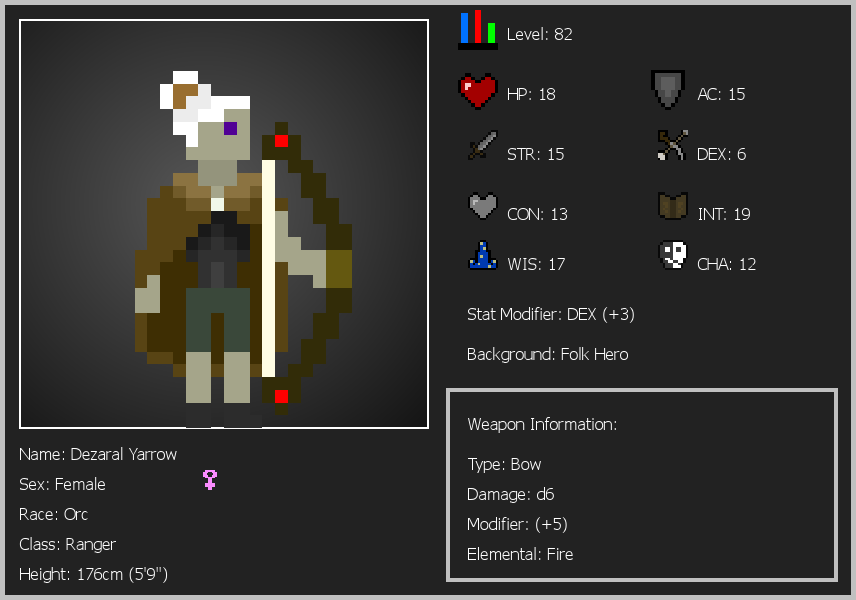 Level: 82
HP: 18
AC: 15
STR: 15
DEX: 6
CON: 13
INT: 19
WIS: 17
CHA: 12
Stat Modifier: DEX (+3)
Background: Folk Hero
Weapon Information:
Type: Bow
Damage: d6
Modifier: (+5)
Elemental: Fire
Name: Dezaral Yarrow
Sex: Female
Race: Orc
Class: Ranger
Height: 176cm (5'9")